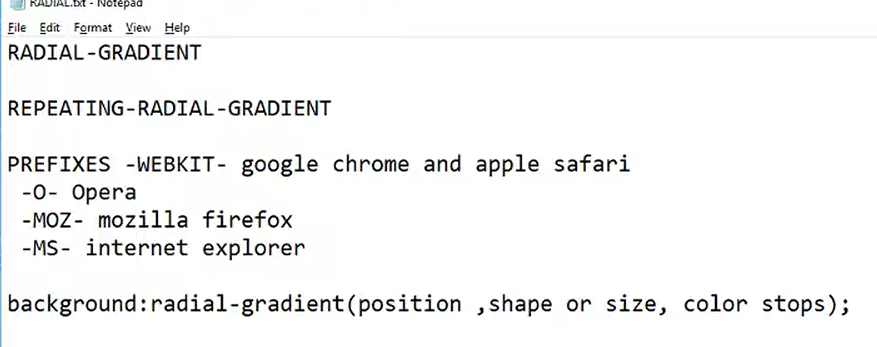 RADIAL.txt - Notepad
File Edit Format View Help
RADIAL-GRADIENT
REPEATING-RADIAL-GRADIENT
PREFIXES -WEBKIT- google chrome and apple safari
-O- Opera
-MOZ- mozilla firefox
-MS- internet explorer
background:radial-gradient(position ,shape or size, color stops);